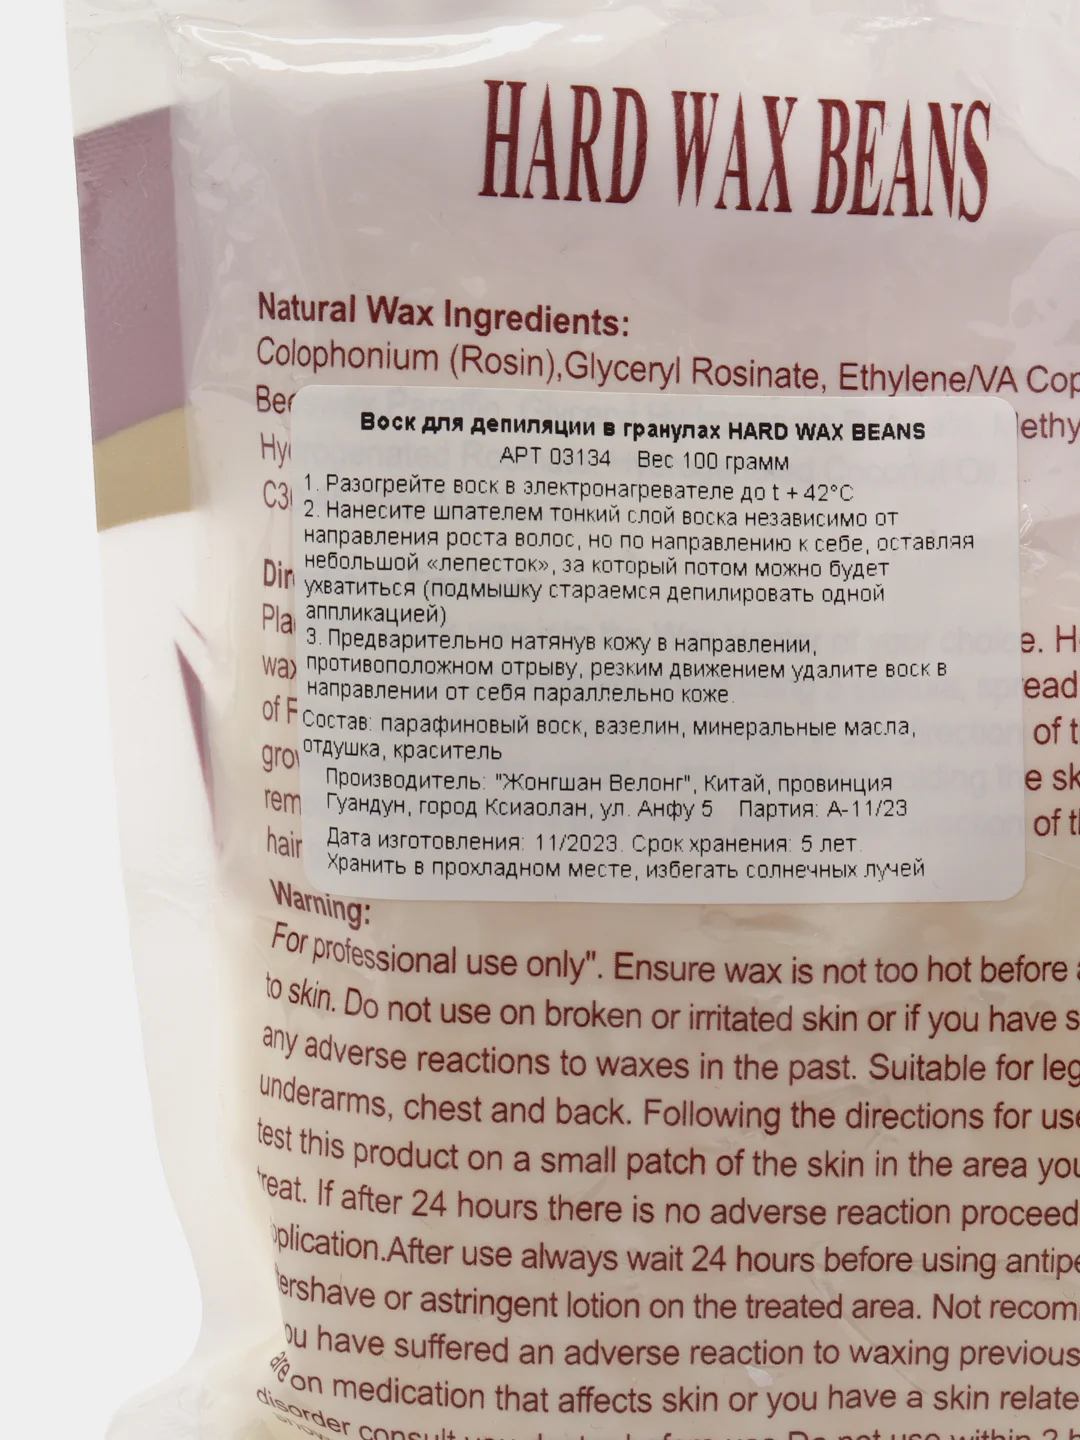 HARD WAX BEANS
Natural Wax Ingredients:
Colophonium (Rosin),Glyceryl Rosinate, Ethylene/VA Cop
Воск для депиляции в гранулах HARD WAX BEANS
АРТ 03134 Вес 100 грамм
1. Разогрейте воск в электронагревателе до t + 42°C
2. Нанесите шпателем тонкий слой воска независимо от
направления роста волос, но по направлению к себе, оставляя
небольшой «лепесток», за который потом можно будет
ухватиться (подмышку стараемся депилировать одной
аппликацией)
3. Предварительно натянув кожу в направлении,
противоположном отрыву, резким движением удалите воск в
направлении от себя параллельно коже.
Состав: парафиновый воск, вазелин, минеральные масла,
отдушка, краситель
Производитель: "Жонгшан Велонг", Китай, провинция
Гуандун, город Ксиаолан, ул. Анфу 5 Партия: А-11/23
Дата изготовления: 11/2023. Срок хранения: 5 лет.
Хранить в прохладном месте, избегать солнечных лучей
Warning:
For professional use only". Ensure wax is not too hot before
to skin. Do not use on broken or irritated skin or if you have s
any adverse reactions to waxes in the past. Suitable for leg
underarms, chest and back. Following the directions for use
test this product on a small patch of the skin in the area you
reat. If after 24 hours there is no adverse reaction proceed
plication.After use always wait 24 hours before using antipe
ershave or astringent lotion on the treated area. Not recom
ou have suffered an adverse reaction to waxing previous
are on medication that affects skin or you have a skin relate
disorder consult